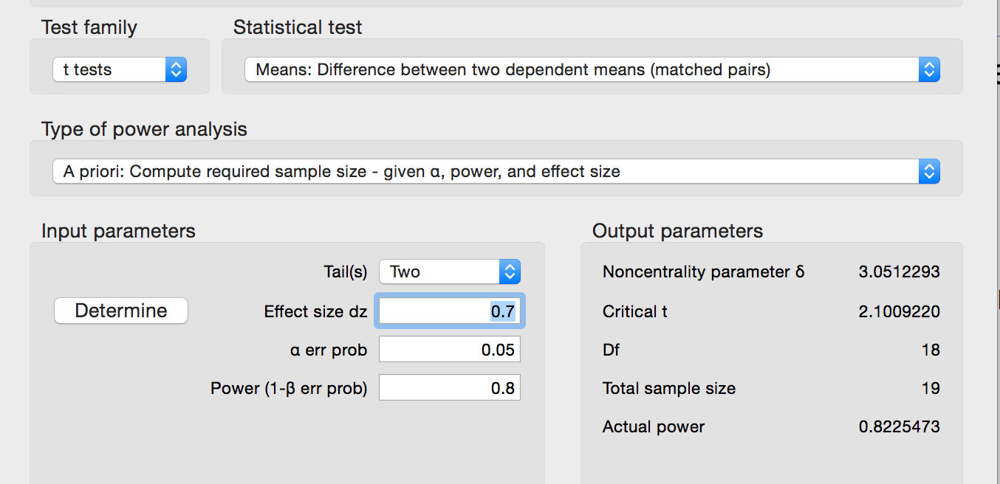 Test family
Statistical test
t tests
Means: Difference between two dependent means (matched pairs)
Type of power analysis
A priori: Compute required sample size - given α, power, and effect size
Input parameters
Output parameters
Tail(s)
Two
Noncentrality parameter δ
3.0512293
Determine
Effect size dz
0.7
Critical t
2.1009220
α err prob
0.05
Df
18
Power (1-β err prob)
0.8
Total sample size
19
Actual power
0.8225473